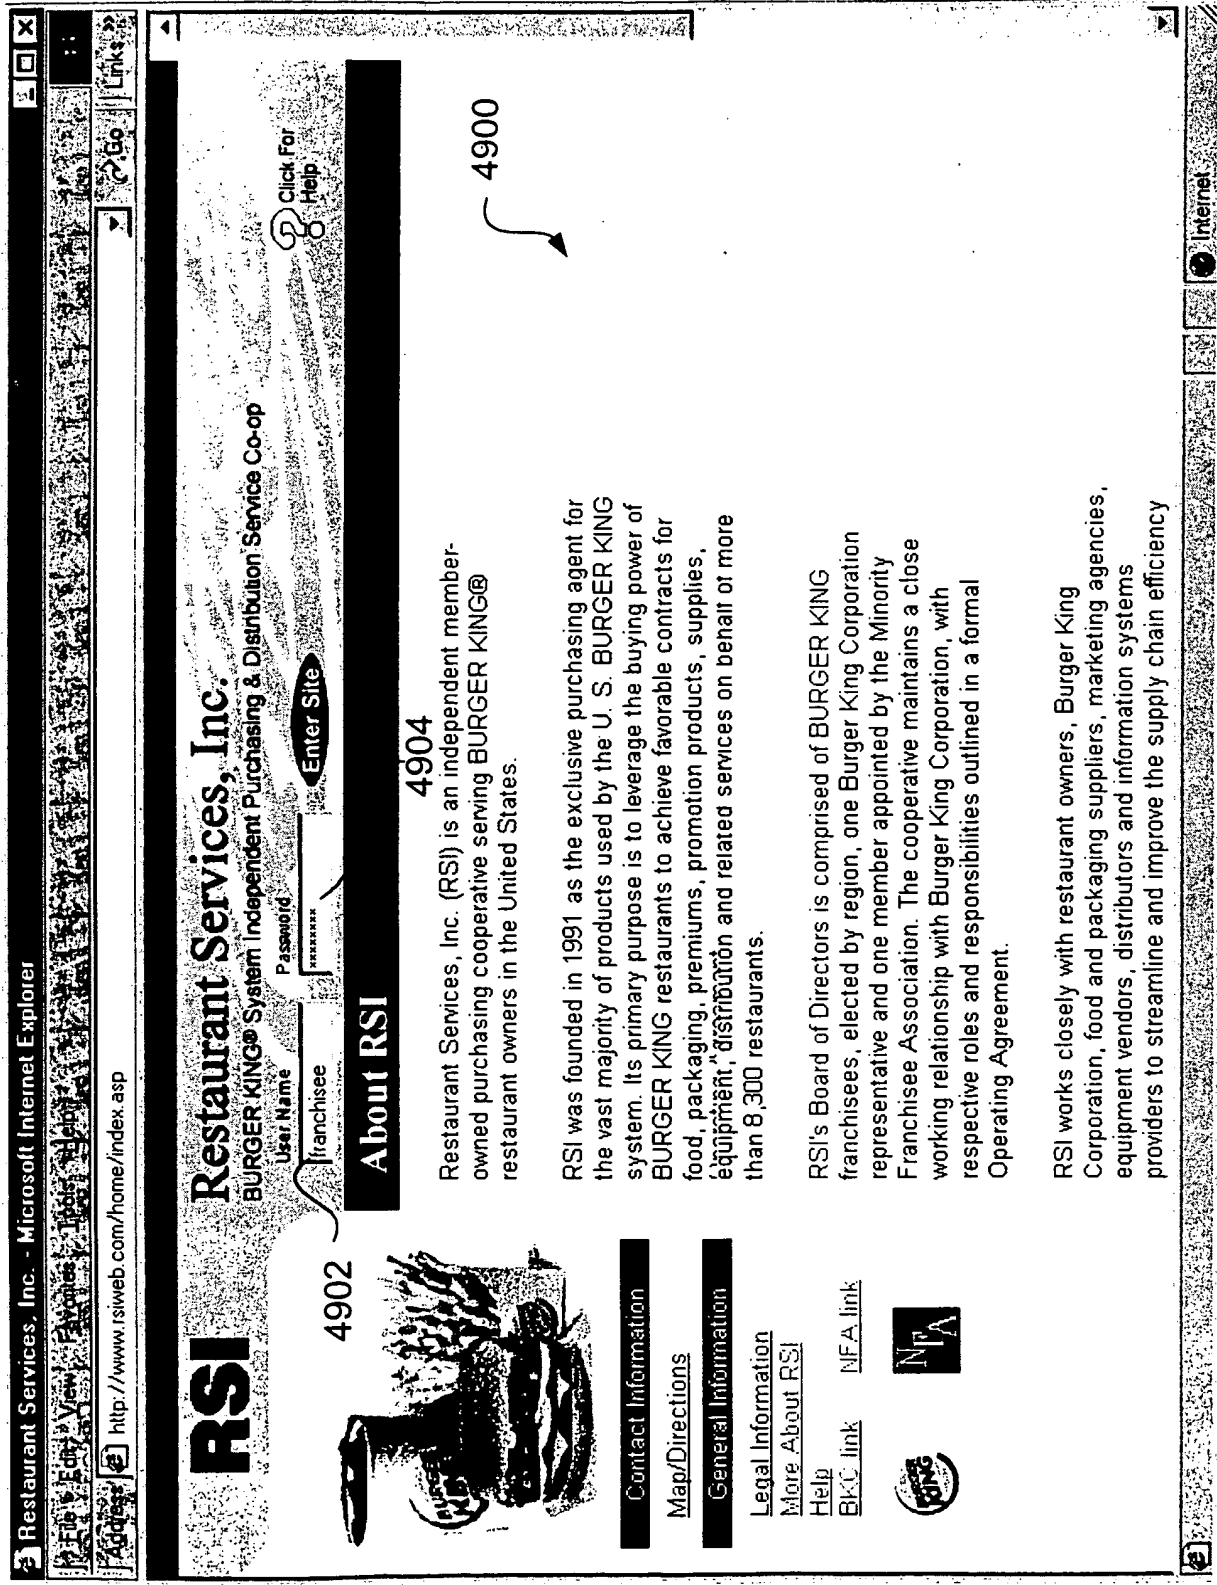 Restaurant Services, Inc. - Microsoft Internet Explorer
File Edit View Favorites Tools Help
Address http://www.rsiweb.com/home/index.asp Go Links »
RSI
Restaurant Services, Inc.
BURGER KING® System Independent Purchasing & Distribution Service Co-op
User Name Password
franchisee ******** Enter Site
Click For
Help
4902
4904
4900
About RSI
BURGER
Contact Information
Map/Directions
General Information
Legal Information
More About RSI
Help
BKC link NFA link
BURGER
KING
NFA
Restaurant Services, Inc. (RSI) is an independent member-
owned purchasing cooperative serving BURGER KING®
restaurant owners in the United States.
RSI was founded in 1991 as the exclusive purchasing agent for
the vast majority of products used by the U. S. BURGER KING
system. Its primary purpose is to leverage the buying power of
BURGER KING restaurants to achieve favorable contracts for
food, packaging, premiums, promotion products, supplies,
equipment, distribution and related services on behalf of more
than 8,300 restaurants.
RSI's Board of Directors is comprised of BURGER KING
franchisees, elected by region, one Burger King Corporation
representative and one member appointed by the Minority
Franchisee Association. The cooperative maintains a close
working relationship with Burger King Corporation, with
respective roles and responsibilities outlined in a formal
Operating Agreement.
RSI works closely with restaurant owners, Burger King
Corporation, food and packaging suppliers, marketing agencies,
equipment vendors, distributors and information systems
providers to streamline and improve the supply chain efficiency
Internet